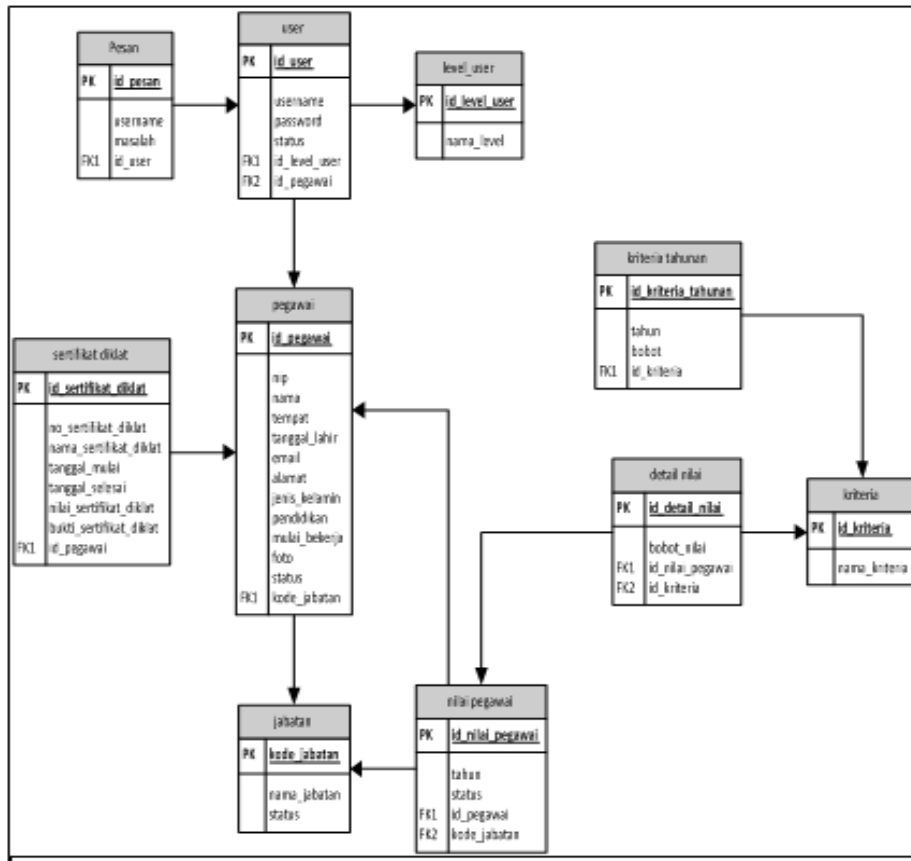 Pesan
PK id_pesan
username
masalah
FK1 id_user
user
PK id_user
username
password
status
FK1 id_level_user
FK2 id_pegawai
level_user
PK id_level_user
nama_level
kriteria tahunan
PK id_kriteria_tahunan
tahun
bobot
FK1 id_kriteria
pegawai
PK id_pegawai
nip
nama
tempat
tanggal_lahir
email
alamat
jenis_kelamin
pendidikan
mulai_bekerja
foto
status
FK1 kode_jabatan
sertifikat diklat
PK id_sertifikat_diklat
no_sertifikat_diklat
nama_sertifikat_diklat
tanggal_mulai
tanggal_selesai
nilai_sertifikat_diklat
bukti_sertifikat_diklat
FK1 id_pegawai
detail nilai
PK id_detail_nilai
bobot_nilai
FK1 id_nilai_pegawai
FK2 id_kriteria
kriteria
PK id_kriteria
nama_kriteria
jabatan
PK kode_jabatan
nama_jabatan
status
nilai pegawai
PK id_nilai_pegawai
tahun
status
FK1 id_pegawai
FK2 kode_jabatan